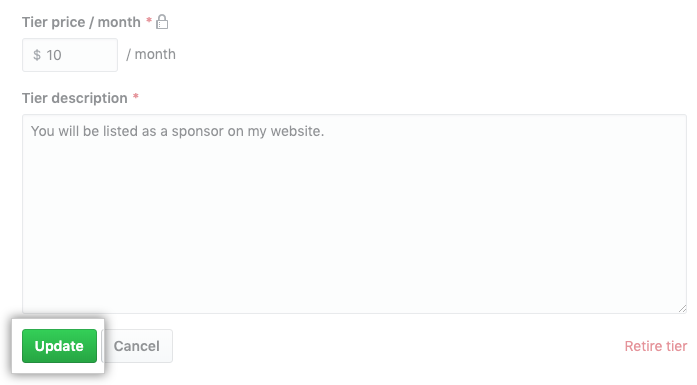 Tier price / month *
$ 10 / month
Tier description *
You will be listed as a sponsor on my website.
Update Cancel Retire tier